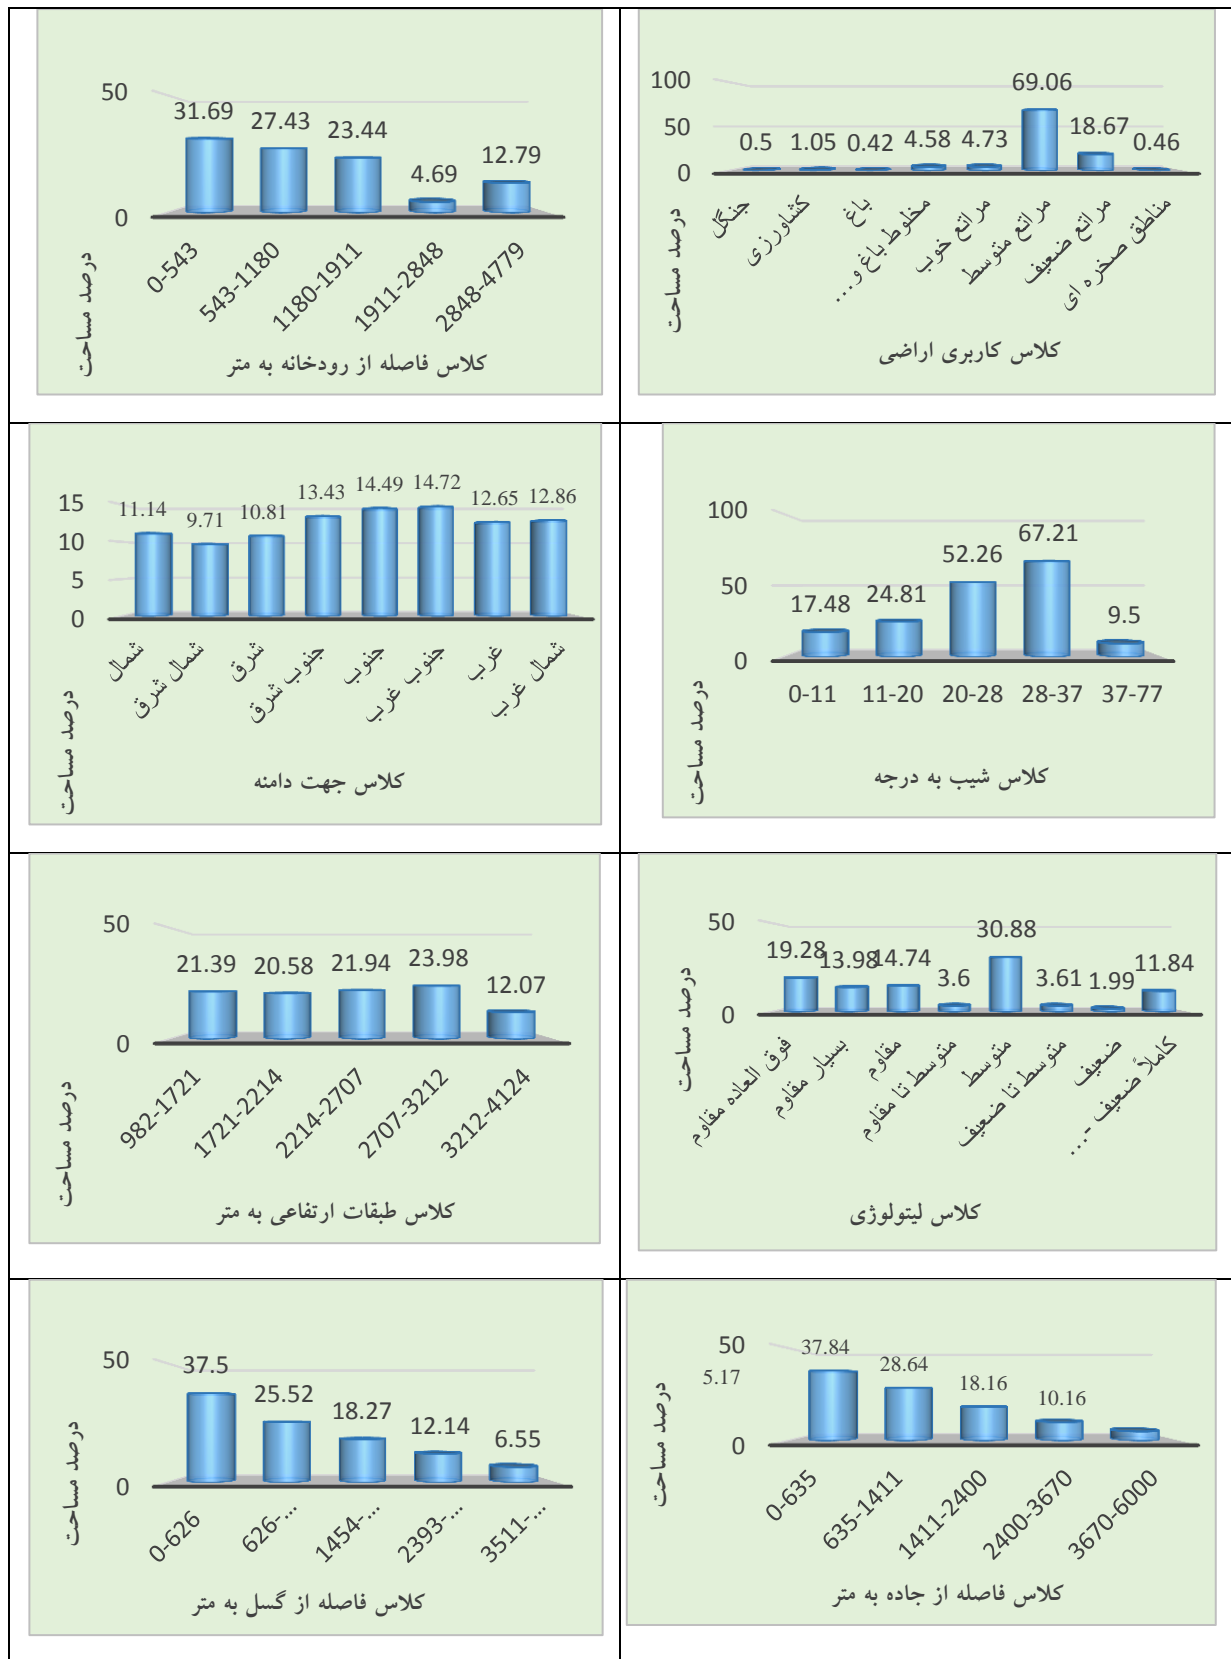 50
0
31.69 27.43 23.44 4.69 12.79
0-543 543-1180 1180-1911 1911-2848 2848-4779
درصد مساحت
کلاس فاصله از رودخانه به متر
100
50
0
0.5 1.05 0.42 4.58 4.73 69.06 18.67 0.46
جنگل کشاورزی باغ مخلوط باغ و... مراتع خوب مراتع متوسط مراتع ضعیف مناطق صخره ای
درصد مساحت
کلاس کاربری اراضی
15
10
5
0
11.14 9.71 10.81 13.43 14.49 14.72 12.65 12.86
شمال شمال شرق شرق جنوب شرق جنوب جنوب غرب غرب شمال غرب
درصد مساحت
کلاس جهت دامنه
100
50
0
17.48 24.81 52.26 67.21 9.5
0-11 11-20 20-28 28-37 37-77
درصد مساحت
کلاس شیب به درجه
50
0
21.39 20.58 21.94 23.98 12.07
982-1721 1721-2214 2214-2707 2707-3212 3212-4124
درصد مساحت
کلاس طبقات ارتفاعی به متر
50
0
19.28 13.98 14.74 3.6 30.88 3.61 1.99 11.84
فوق العاده مقاوم بسیار مقاوم مقاوم متوسط تا مقاوم متوسط متوسط تا ضعیف ضعیف کاملاً ضعیف -...
درصد مساحت
کلاس لیتولوژی
50
0
37.5 25.52 18.27 12.14 6.55
0-626 626-... 1454-... 2393-... 3511-...
درصد مساحت
کلاس فاصله از گسل به متر
50
0
5.17 37.84 28.64 18.16 10.16
0-635 635-1411 1411-2400 2400-3670 3670-6000
درصد مساحت
کلاس فاصله از جاده به متر